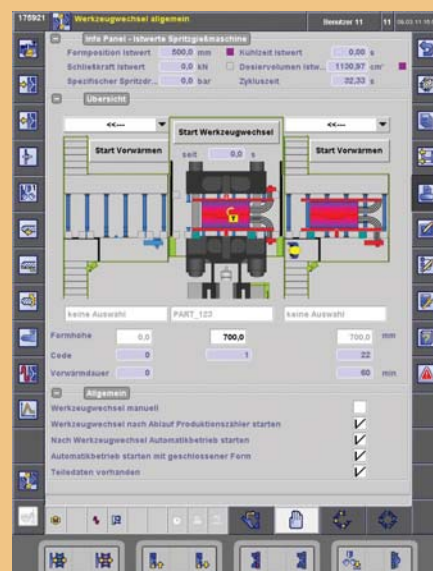 175921 Werkzeugwechsel allgemein Benutzer 11 11
Info Panel - Istwerte Spritzgießmaschine
Formposition Istwert 500,0 mm Kühlzeit Istwert 0,00 s
Schließkraft Istwert 0,0 kN Dosiervolumen Istw... 1130,97 cm³
Spezifischer Spritzdr... 0,0 bar Zykluszeit 32,33 s
Übersicht
<<--- Start Werkzeugwechsel <<---
Start Vorwärmen seit 0,0 s Start Vorwärmen
keine Auswahl PART_123 keine Auswahl
Formhöhe 0,0 700,0 700,0 mm
Code 0 1 22
Vorwärmdauer 0 60 min
Allgemein
Werkzeugwechsel manuell
Werkzeugwechsel nach Ablauf Produktionszähler starten
Nach Werkzeugwechsel Automatikbetrieb starten
Automatikbetrieb starten mit geschlossener Form
Teiledaten vorhanden